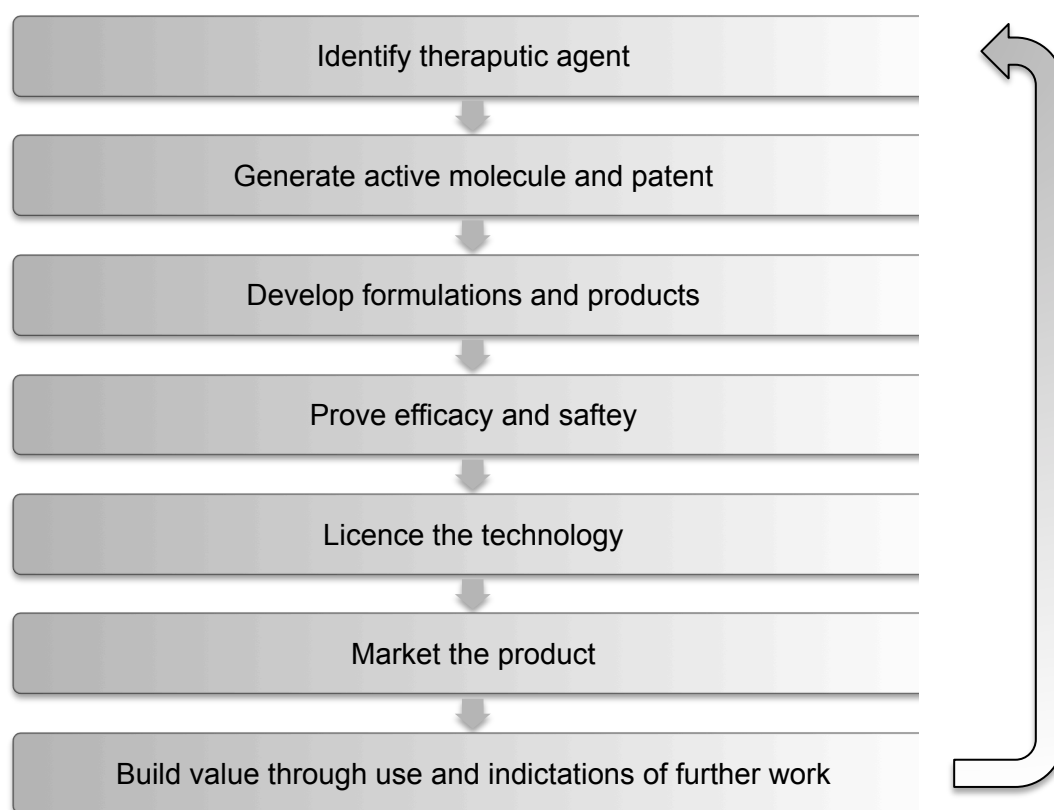 Identify theraputic agent
Generate active molecule and patent
Develop formulations and products
Prove efficacy and saftey
Licence the technology
Market the product
Build value through use and indictations of further work